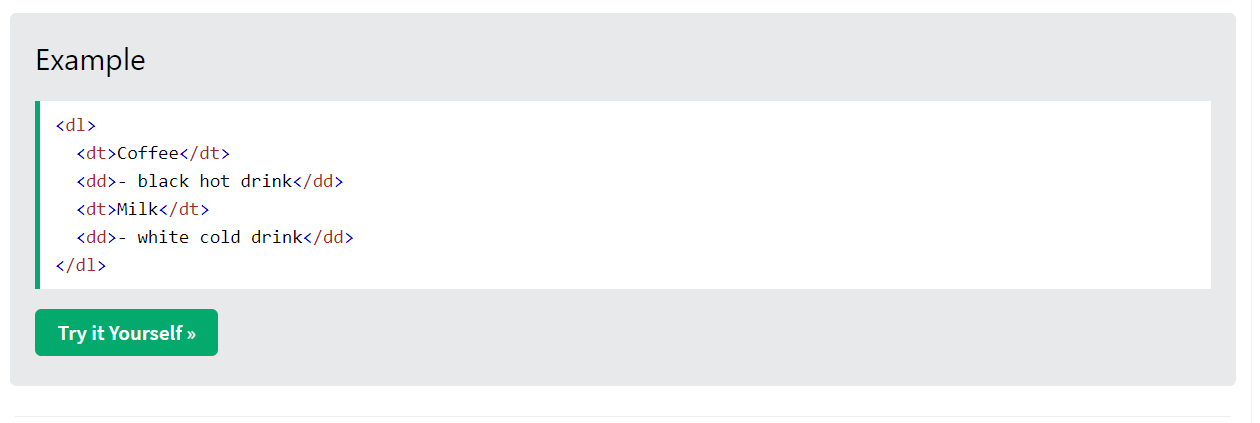 Example
<dl>
  <dt>Coffee</dt>
  <dd>- black hot drink</dd>
  <dt>Milk</dt>
  <dd>- white cold drink</dd>
</dl>
Try it Yourself »